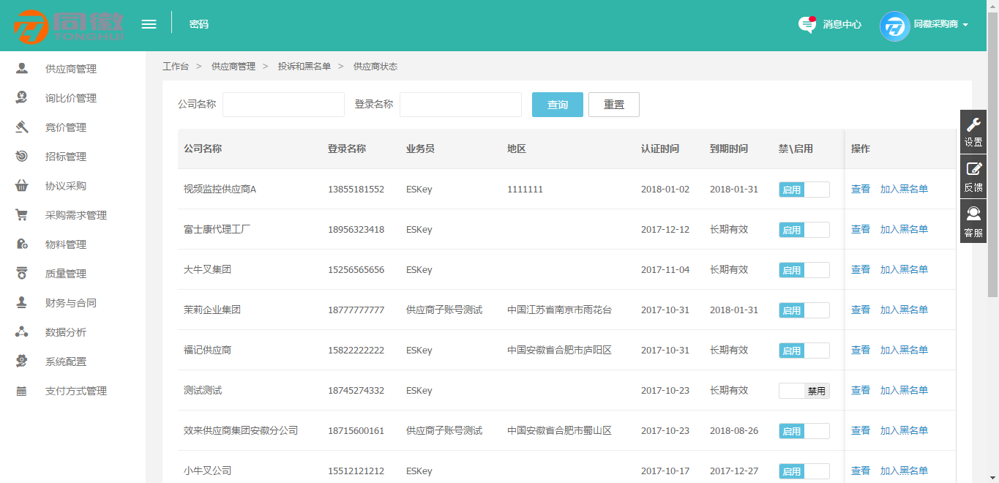 同徽 TONGHUI 密码 消息中心 同徽采购商
工作台 > 供应商管理 > 投诉和黑名单 > 供应商状态
供应商管理
询比价管理
竞价管理
招标管理
协议采购
采购需求管理
物料管理
质量管理
财务与合同
数据分析
系统配置
支付方式管理
公司名称 登录名称 查询 重置
公司名称 登录名称 业务员 地区 认证时间 到期时间 禁\启用 操作
视频监控供应商A 13855181552 ESKey 1111111 2018-01-02 2018-01-31 启用 查看 加入黑名单
富士康代理工厂 18956323418 ESKey 2017-12-12 长期有效 启用 查看 加入黑名单
大牛叉集团 15256565656 ESKey 2017-11-04 长期有效 启用 查看 加入黑名单
茉莉企业集团 18777777777 供应商子账号测试 中国江苏省南京市雨花台 2017-10-31 2018-01-31 启用 查看 加入黑名单
福记供应商 15822222222 ESKey 中国安徽省合肥市庐阳区 2017-10-31 长期有效 启用 查看 加入黑名单
测试测试 18745274332 ESKey 2017-10-23 长期有效 禁用 查看 加入黑名单
效来供应商集团安徽分公司 18715600161 供应商子账号测试 中国安徽省合肥市蜀山区 2017-10-23 2018-08-26 启用 查看 加入黑名单
小牛叉公司 15512121212 ESKey 2017-10-17 2017-12-27 启用 查看 加入黑名单
设置
反馈
客服